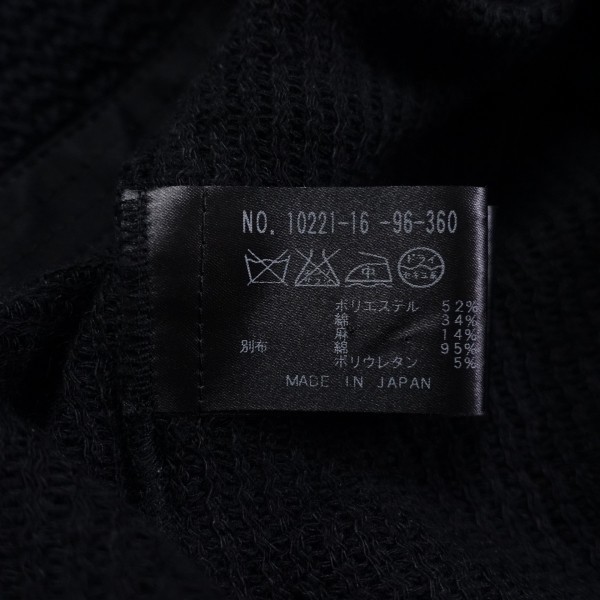 NO. 10221-16 -96-360
中 ドライ
セキユ系
ポリエステル 52%
綿 34%
麻 14%
別布 綿 95%
ポリウレタン 5%
MADE IN JAPAN